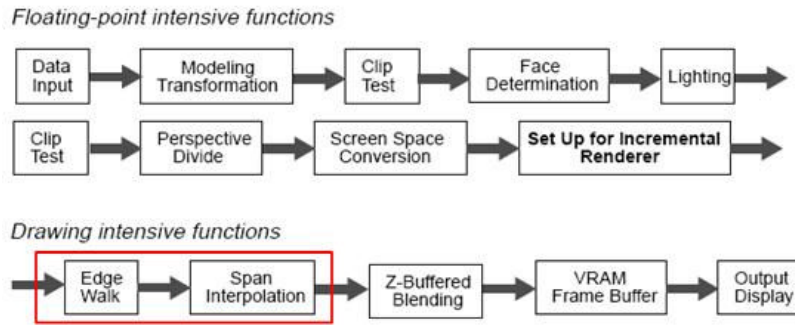 Floating-point intensive functions
Data Input
Modeling Transformation
Clip Test
Face Determination
Lighting
Clip Test
Perspective Divide
Screen Space Conversion
Set Up for Incremental Renderer
Drawing intensive functions
Edge Walk
Span Interpolation
Z-Buffered Blending
VRAM Frame Buffer
Output Display